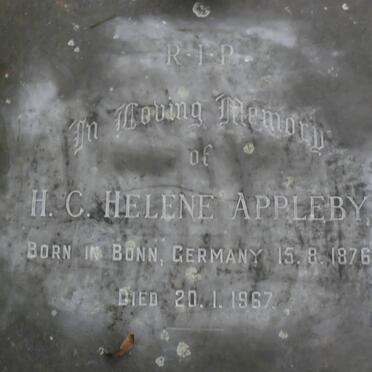 R·I·P
In Loving Memory
of
H. C. HELENE APPLEBY,
BORN IN BONN, GERMANY 15. 8. 1876
DIED 20. 1. 1967.